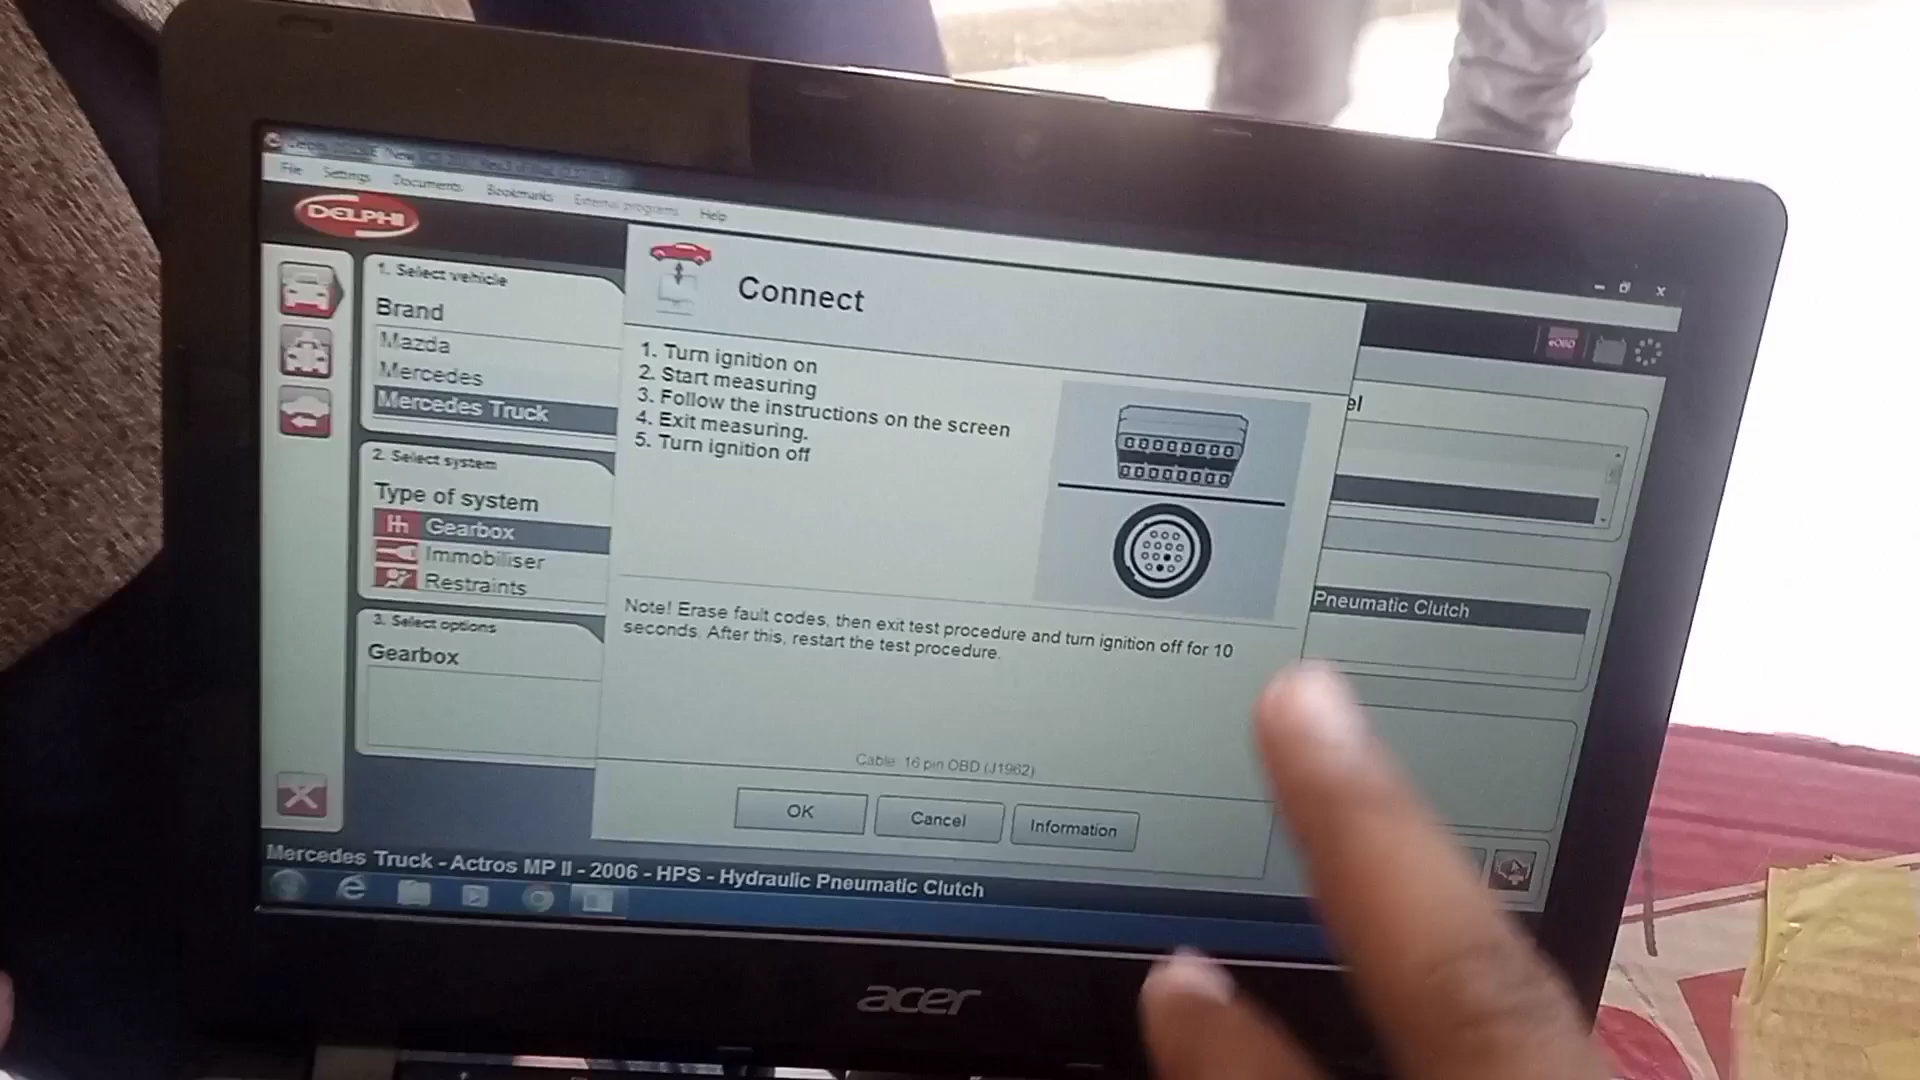 File Settings Documents Bookmarks External programs Help
DELPHI
1. Select vehicle
Brand
Mazda
Mercedes
Mercedes Truck
2. Select system
Type of system
Gearbox
Immobiliser
Restraints
3. Select options
Gearbox
Connect
1. Turn ignition on
2. Start measuring
3. Follow the instructions on the screen
4. Exit measuring.
5. Turn ignition off
Note! Erase fault codes, then exit test procedure and turn ignition off for 10
seconds. After this, restart the test procedure.
Cable: 16 pin OBD (J1962)
OK Cancel Information
eOBD
el
Pneumatic Clutch
Mercedes Truck - Actros MP II - 2006 - HPS - Hydraulic Pneumatic Clutch
acer